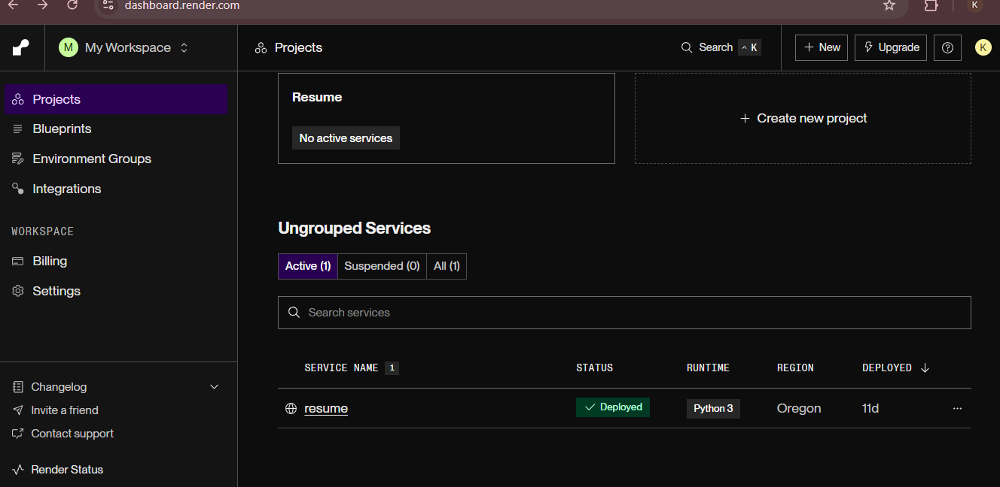 dashboard.render.com
K
M My Workspace
Projects
Search ^ K
+ New
Upgrade
K
Projects
Blueprints
Environment Groups
Integrations
WORKSPACE
Billing
Settings
Changelog
Invite a friend
Contact support
Render Status
Resume
No active services
+ Create new project
Ungrouped Services
Active (1) Suspended (0) All (1)
Search services
SERVICE NAME 1 STATUS RUNTIME REGION DEPLOYED ↓
resume Deployed Python 3 Oregon 11d ...